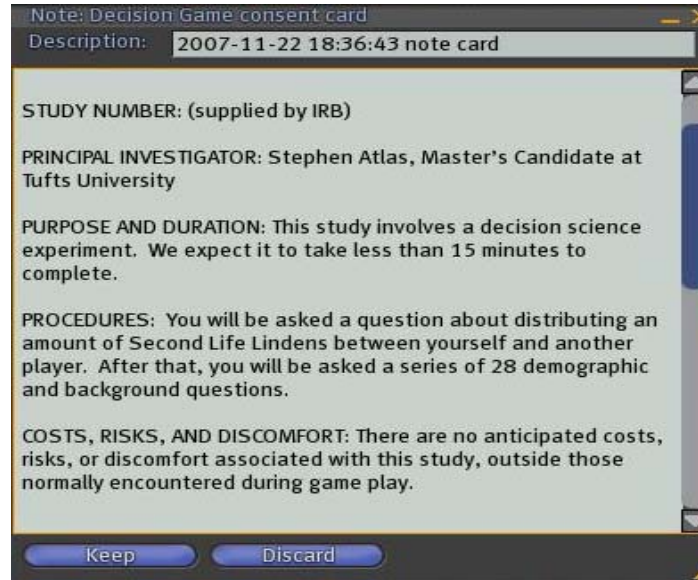 Note: Decision Game consent card
Description: 2007-11-22 18:36:43 note card
STUDY NUMBER: (supplied by IRB)
PRINCIPAL INVESTIGATOR: Stephen Atlas, Master's Candidate at
Tufts University
PURPOSE AND DURATION: This study involves a decision science
experiment. We expect it to take less than 15 minutes to
complete.
PROCEDURES: You will be asked a question about distributing an
amount of Second Life Lindens between yourself and another
player. After that, you will be asked a series of 28 demographic
and background questions.
COSTS, RISKS, AND DISCOMFORT: There are no anticipated costs,
risks, or discomfort associated with this study, outside those
normally encountered during game play.
Keep Discard